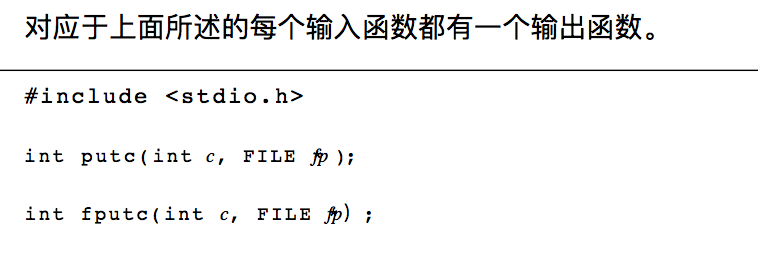 对应于上面所述的每个输入函数都有一个输出函数。
#include <stdio.h>
int putc(int c, FILE fp );
int fputc(int c, FILE fp) ;